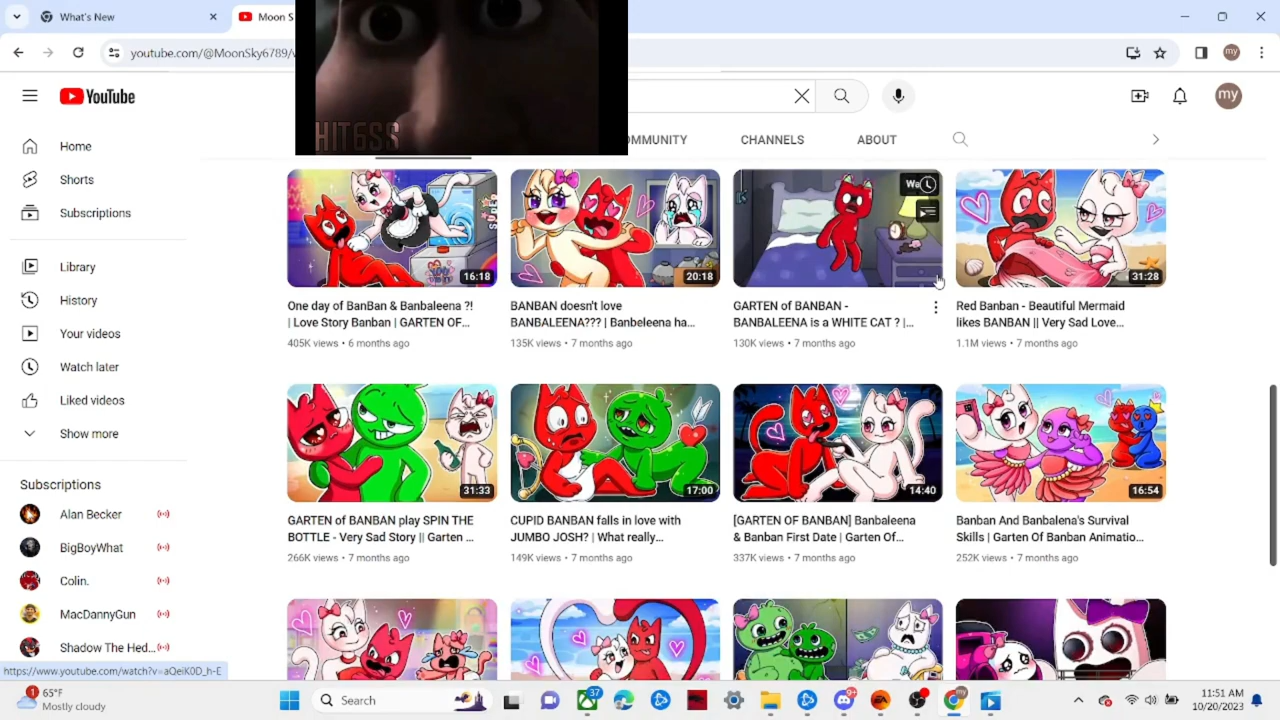 What's New
Moon S
youtube.com/@MoonSky6789/v
my
YouTube
my
HIT6SS
OMMUNITY
CHANNELS
ABOUT
Home
Shorts
Subscriptions
Library
History
Your videos
Watch later
Liked videos
Show more
Subscriptions
Alan Becker
BigBoyWhat
Colin.
MacDannyGun
Shadow The Hed...
16:18
20:18
Wa
31:28
One day of BanBan & Banbaleena ?!
| Love Story Banban | GARTEN OF...
405K views • 6 months ago
BANBAN doesn't love
BANBALEENA??? | Banbeleena ha...
135K views • 7 months ago
GARTEN of BANBAN -
BANBALEENA is a WHITE CAT ? |...
130K views • 7 months ago
Red Banban - Beautiful Mermaid
likes BANBAN || Very Sad Love...
1.1M views • 7 months ago
31:33
17:00
14:40
16:54
GARTEN of BANBAN play SPIN THE
BOTTLE - Very Sad Story || Garten ...
266K views • 7 months ago
CUPID BANBAN falls in love with
JUMBO JOSH? | What really...
149K views • 7 months ago
[GARTEN OF BANBAN] Banbaleena
& Banban First Date | Garten Of...
337K views • 7 months ago
Banban And Banbalena's Survival
Skills | Garten Of Banban Animatio...
252K views • 7 months ago
https://www.youtube.com/watch?v=aQeiK0D_h-E
1
65°F
Mostly cloudy
Search
37
9+
my
11:51 AM
10/20/2023